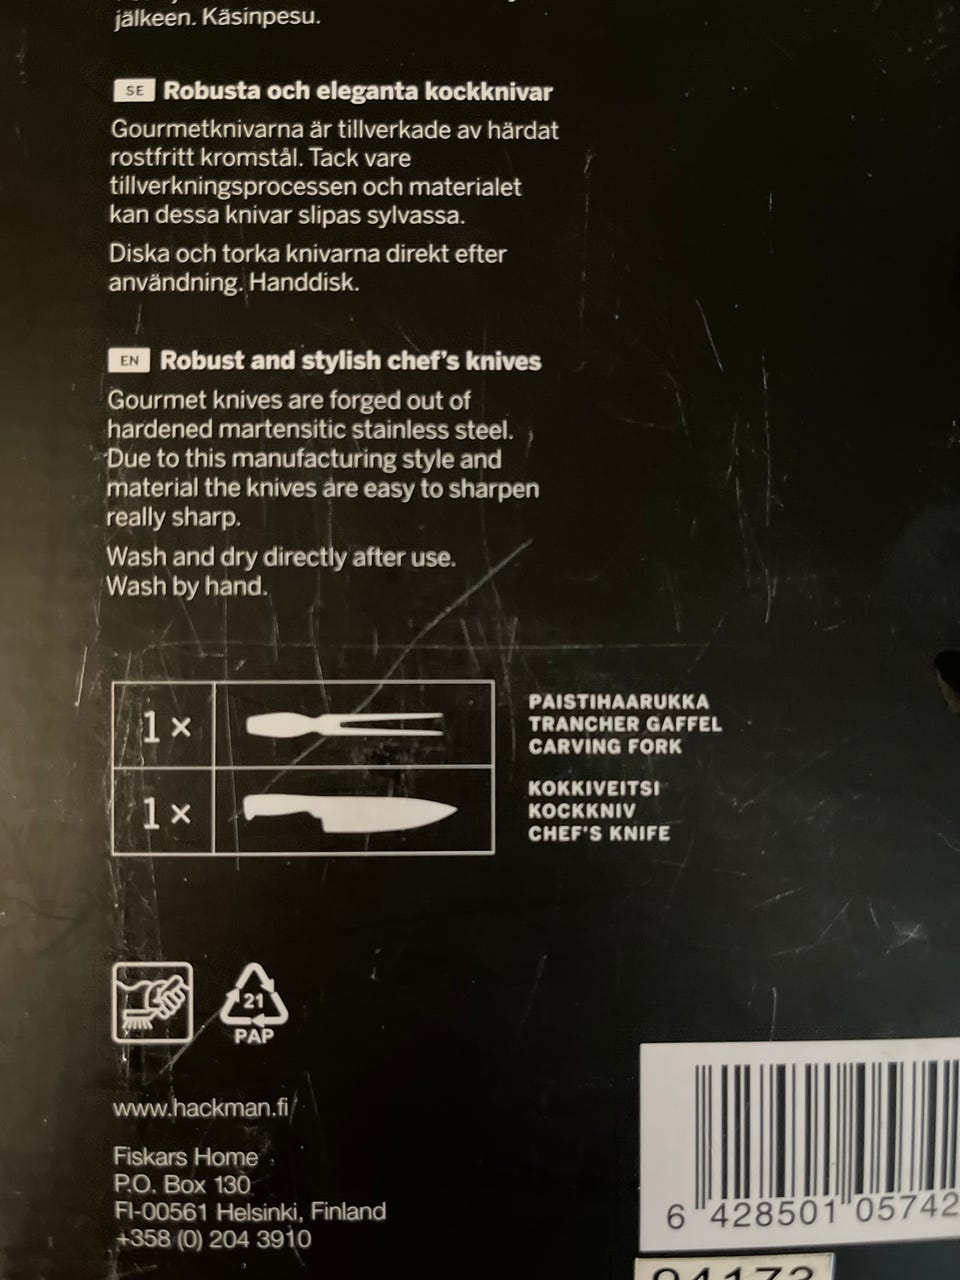 jälkeen. Käsinpesu.
SE Robusta och eleganta kockknivar
Gourmetknivarna är tillverkade av härdat
rostfritt kromstål. Tack vare
tillverkningsprocessen och materialet
kan dessa knivar slipas sylvassa.
Diska och torka knivarna direkt efter
användning. Handdisk.
EN Robust and stylish chef's knives
Gourmet knives are forged out of
hardened martensitic stainless steel.
Due to this manufacturing style and
material the knives are easy to sharpen
really sharp.
Wash and dry directly after use.
Wash by hand.
1 ×
PAISTIHAARUKKA
TRANCHER GAFFEL
CARVING FORK
1 ×
KOKKIVEITSI
KOCKKNIV
CHEF'S KNIFE
21
PAP
www.hackman.fi
Fiskars Home
P.O. Box 130
FI-00561 Helsinki, Finland
+358 (0) 204 3910
6 428501 05742